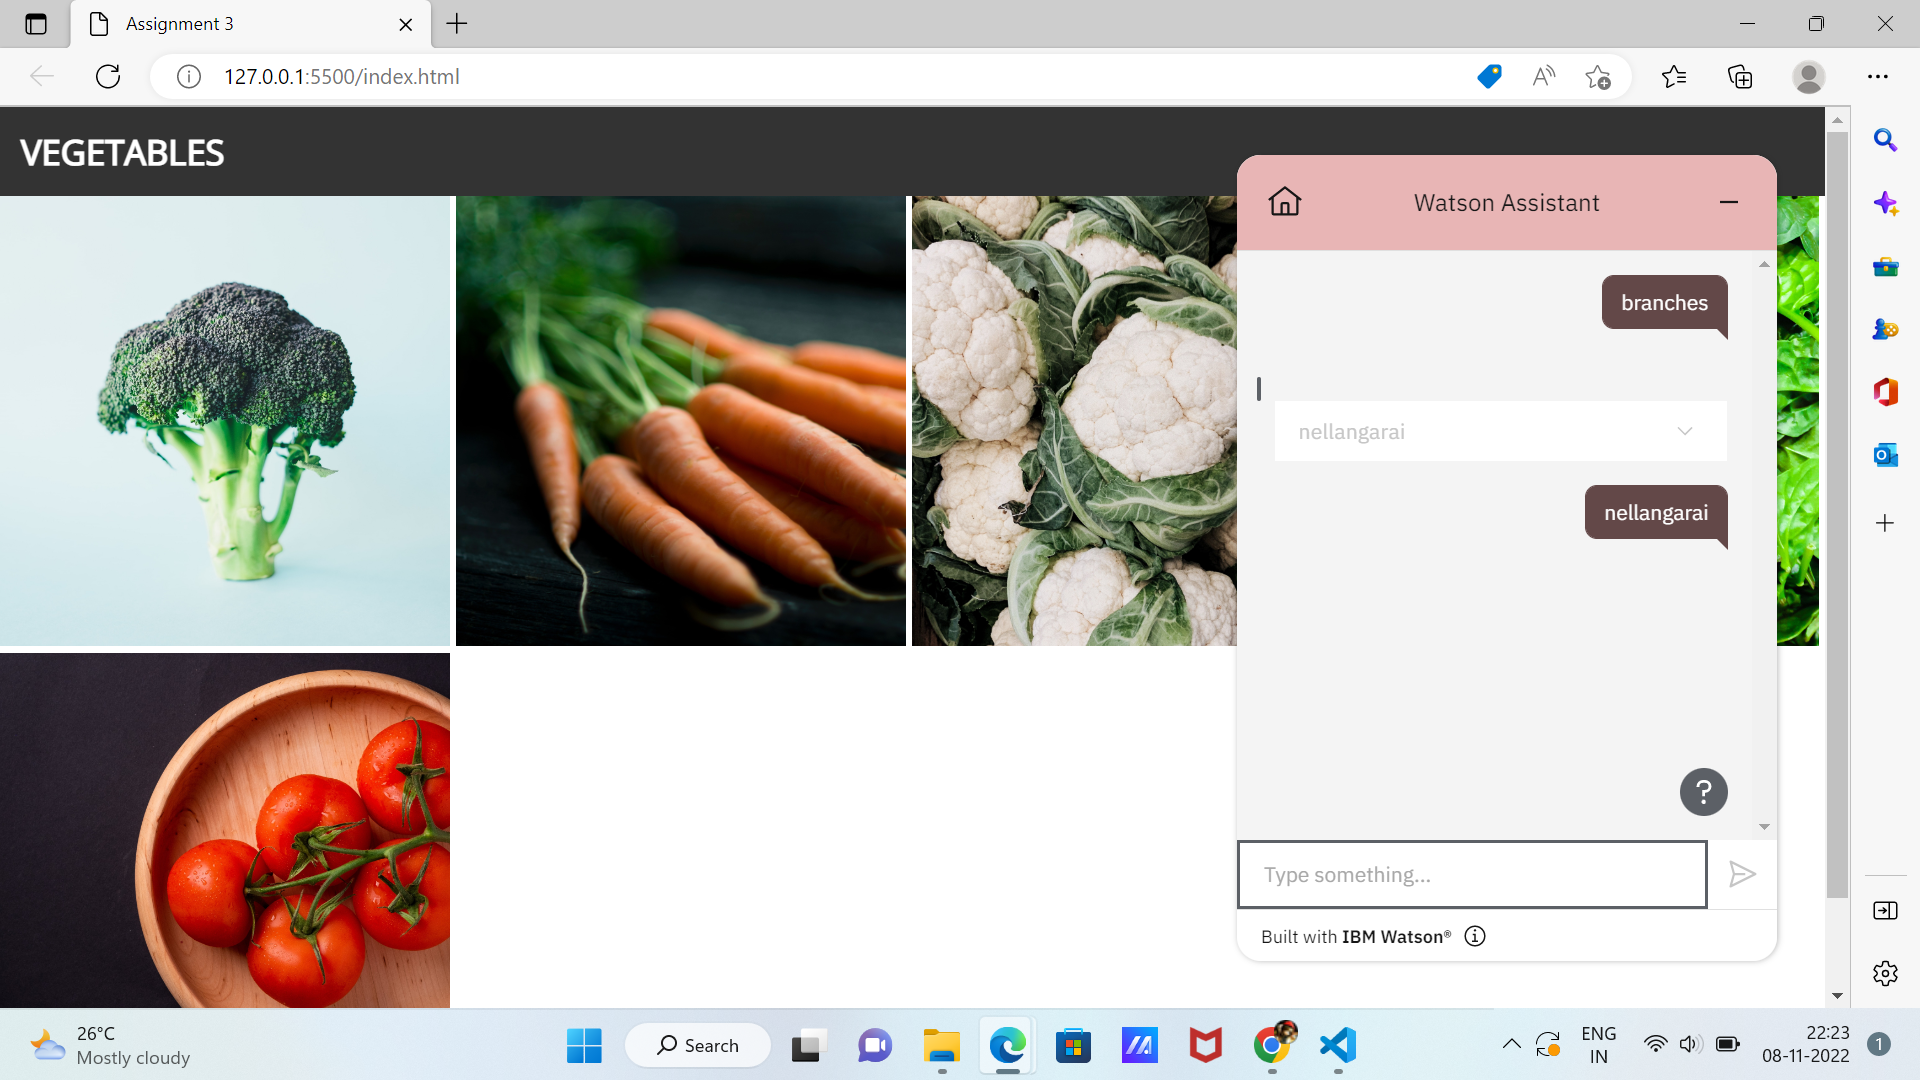 Assignment 3
127.0.0.1:5500/index.html
VEGETABLES
Watson Assistant
branches
nellangarai
nellangarai
?
Type something...
Built with IBM Watson®
26°C
Mostly cloudy
Search
ENG
IN
22:23
08-11-2022
1